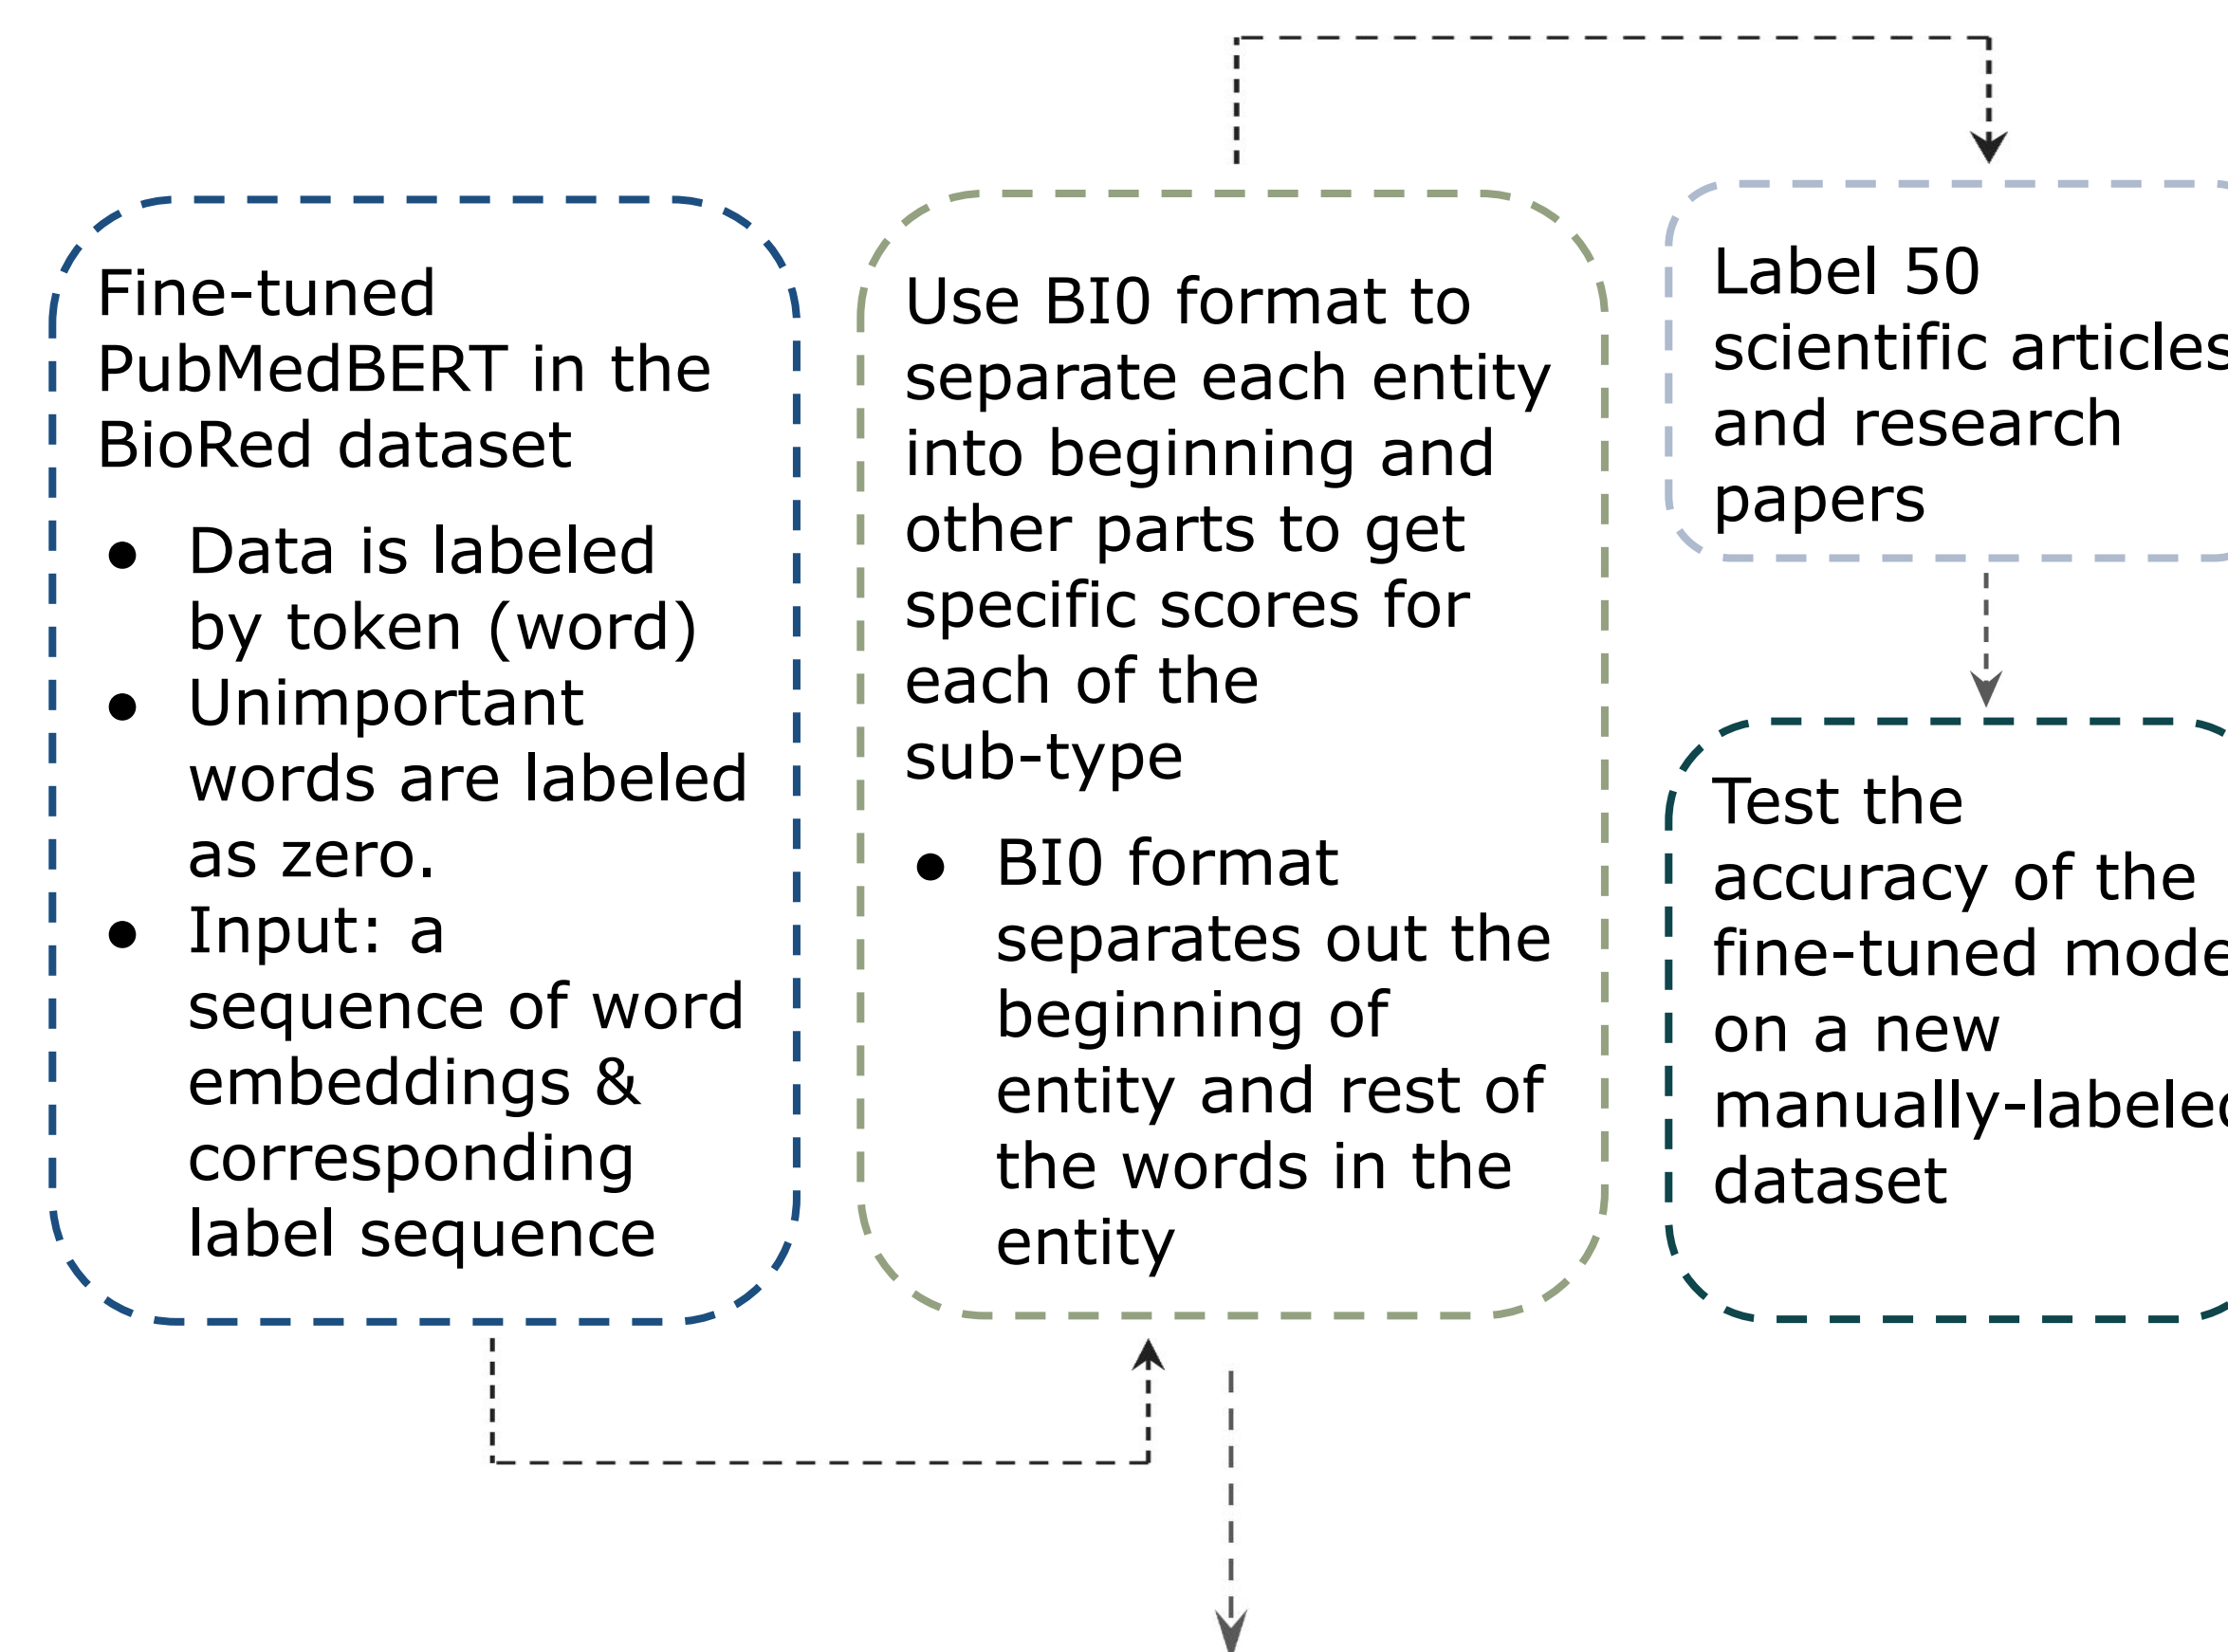 Fine-tuned
PubMedBERT in the
BioRed dataset
● Data is labeled
by token (word)
● Unimportant
words are labeled
as zero.
● Input: a
sequence of word
embeddings &
corresponding
label sequence
Use BI0 format to
separate each entity
into beginning and
other parts to get
specific scores for
each of the
sub-type
● BI0 format
separates out the
beginning of
entity and rest of
the words in the
entity
Label 50
scientific articles
and research
papers
Test the
accuracy of the
fine-tuned mode
on a new
manually-labeled
dataset